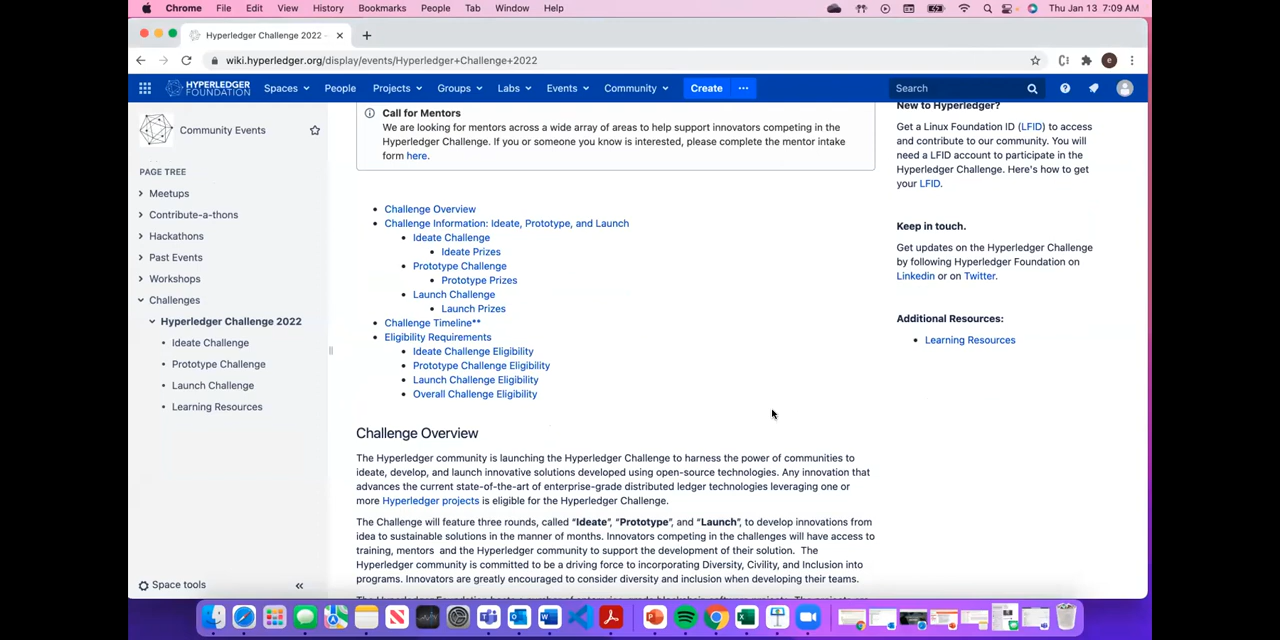 Chrome File Edit View History Bookmarks People Tab Window Help Thu Jan 13 7:09 AM
Hyperledger Challenge 2022 -
wiki.hyperledger.org/display/events/Hyperledger+Challenge+2022
HYPERLEDGER FOUNDATION Spaces People Projects Groups Labs Events Community Create Search
Community Events
PAGE TREE
Meetups
Contribute-a-thons
Hackathons
Past Events
Workshops
Challenges
Hyperledger Challenge 2022
Ideate Challenge
Prototype Challenge
Launch Challenge
Learning Resources
Space tools
Call for Mentors
We are looking for mentors across a wide array of areas to help support innovators competing in the
Hyperledger Challenge. If you or someone you know is interested, please complete the mentor intake
form here.
Challenge Overview
Challenge Information: Ideate, Prototype, and Launch
Ideate Challenge
Ideate Prizes
Prototype Challenge
Prototype Prizes
Launch Challenge
Launch Prizes
Challenge Timeline**
Eligibility Requirements
Ideate Challenge Eligibility
Prototype Challenge Eligibility
Launch Challenge Eligibility
Overall Challenge Eligibility
Challenge Overview
The Hyperledger community is launching the Hyperledger Challenge to harness the power of communities to
ideate, develop, and launch innovative solutions developed using open-source technologies. Any innovation that
advances the current state-of-the-art of enterprise-grade distributed ledger technologies leveraging one or
more Hyperledger projects is eligible for the Hyperledger Challenge.
The Challenge will feature three rounds, called “Ideate”, “Prototype”, and “Launch”, to develop innovations from
idea to sustainable solutions in the manner of months. Innovators competing in the challenges will have access to
training, mentors and the Hyperledger community to support the development of their solution. The
Hyperledger community is committed to be a driving force to incorporating Diversity, Civility, and Inclusion into
programs. Innovators are greatly encouraged to consider diversity and inclusion when developing their teams.
New to Hyperledger?
Get a Linux Foundation ID (LFID) to access
and contribute to our community. You will
need a LFID account to participate in the
Hyperledger Challenge. Here's how to get
your LFID.
Keep in touch.
Get updates on the Hyperledger Challenge
by following Hyperledger Foundation on
Linkedin or on Twitter.
Additional Resources:
Learning Resources